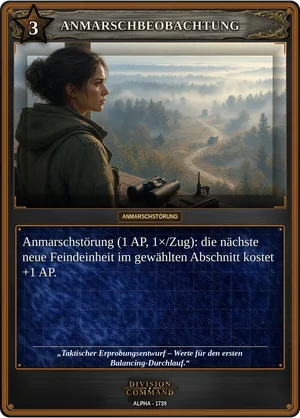 3
ANMARSCHBEOBACHTUNG
ANMARSCHSTÖRUNG
Anmarschstörung (1 AP, 1×/Zug): die nächste
neue Feindeinheit im gewählten Abschnitt kostet
+1 AP.
„Taktischer Erprobungsentwurf – Werte für den ersten
Balancing-Durchlauf.“
DIVISION
COMMAND
ALPHA - 1739